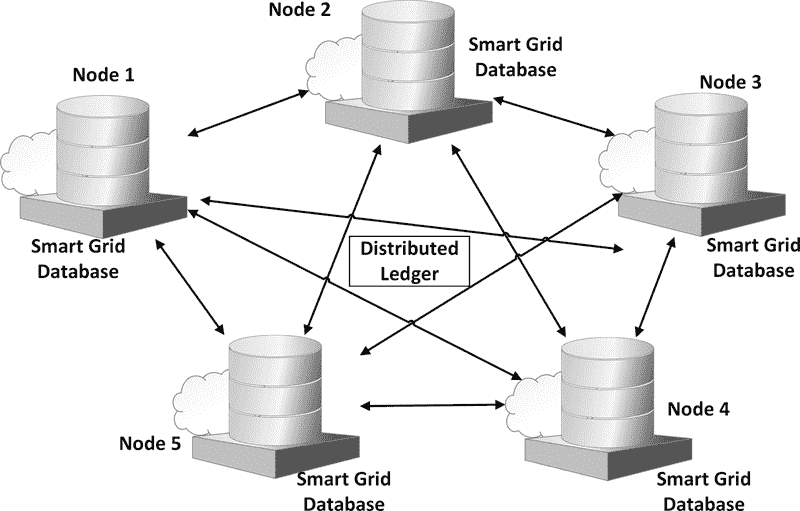 Node 2
Smart Grid
Database
Node 1
Node 3
Smart Grid
Database
Distributed
Ledger
Smart Grid
Database
Node 4
Node 5
Smart Grid
Database
Smart Grid
Database